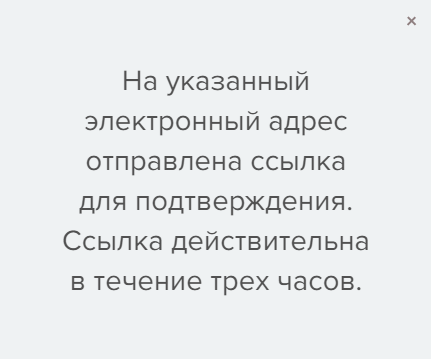 На указанный
электронный адрес
отправлена ссылка
для подтверждения.
Ссылка действительна
в течение трех часов.